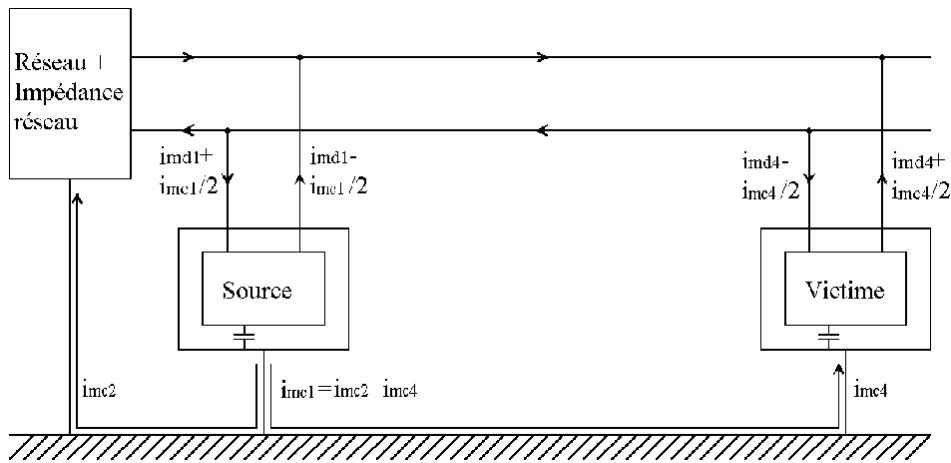 Réseau +
Impédance
réseau
imd1+
imc1/2
imd1-
imc1/2
imd4-
imc4/2
imd4+
imc4/2
Source
Victime
imc2
imc1=imc2 imc4
imc4